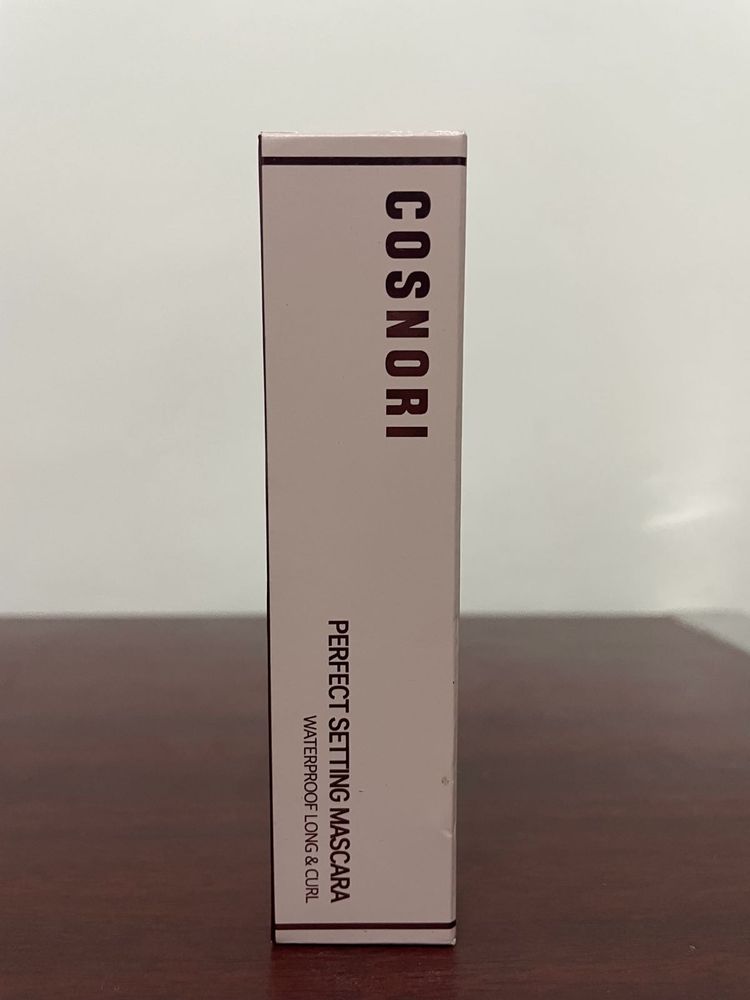 COSNORI
PERFECT SETTING MASCARA
WATERPROOF LONG & CURL